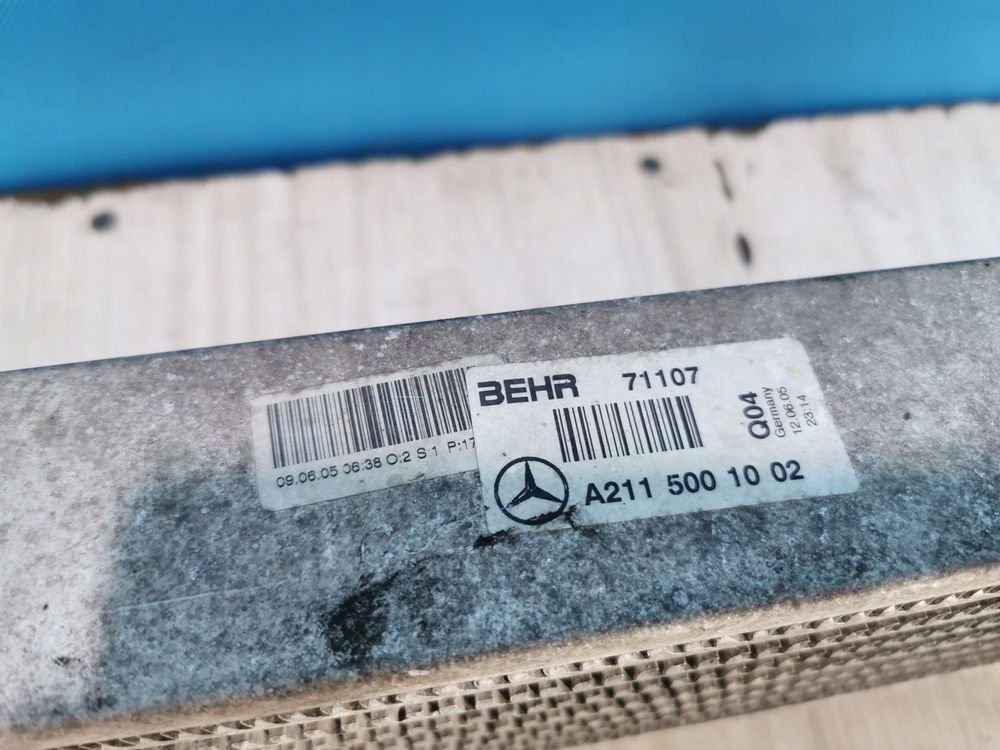 09.06.05 06:38 O:2 S:1 P:17
BEHR 71107
Q04
Germany
12.06.05
23:14
A211 500 10 02